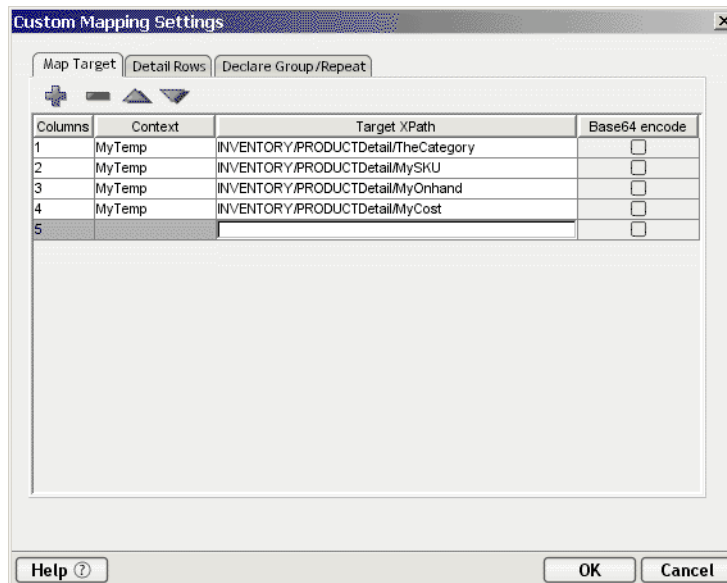 Custom Mapping Settings
Map Target Detail Rows Declare Group/Repeat
Columns Context Target XPath Base64 encode
1 MyTemp INVENTORY/PRODUCTDetail/TheCategory
2 MyTemp INVENTORY/PRODUCTDetail/MySKU
3 MyTemp INVENTORY/PRODUCTDetail/MyOnhand
4 MyTemp INVENTORY/PRODUCTDetail/MyCost
5
Help ? OK Cancel